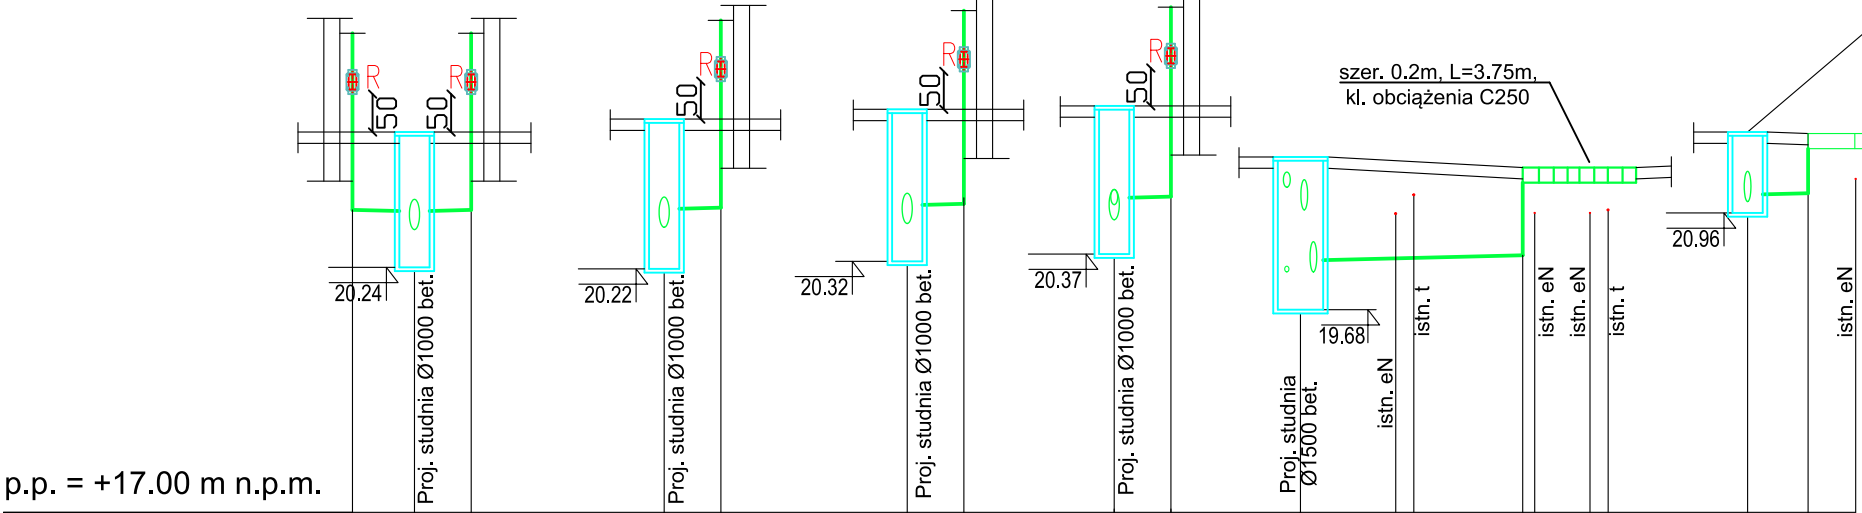 R
R
R
R
R
50
50
50
50
50
szer. 0.2m, L=3.75m,
kl. obciążenia C250
20.24
20.22
20.32
20.37
19.68
20.96
Proj. studnia Ø1000 bet.
Proj. studnia Ø1000 bet.
Proj. studnia Ø1000 bet.
Proj. studnia Ø1000 bet.
Proj. studnia
Ø1500 bet.
istn. eN
istn. t
istn. eN
istn. eN
istn. t
istn. eN
p.p. = +17.00 m n.p.m.